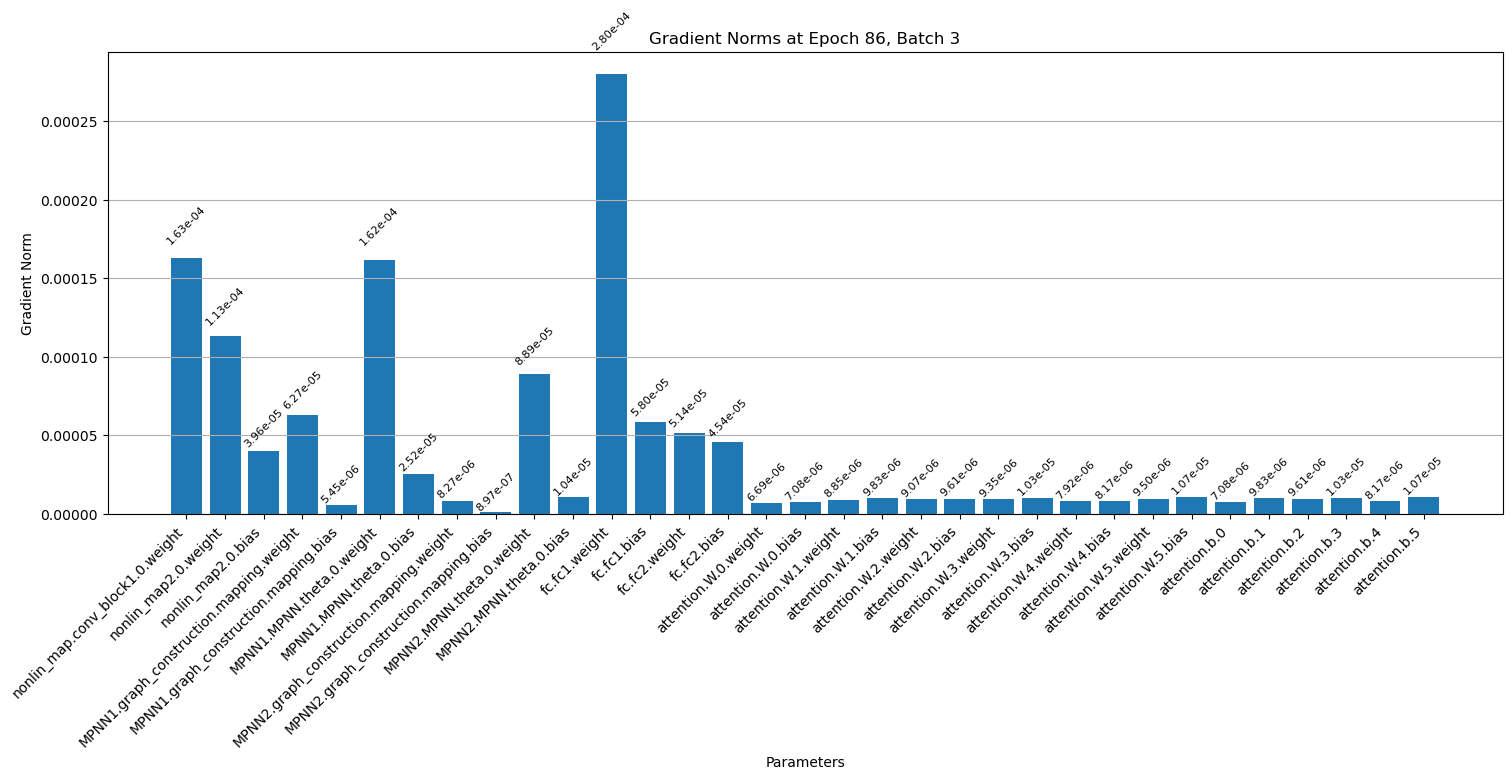 Gradient Norms at Epoch 86, Batch 3
Gradient Norm
0.00025
0.00020
0.00015
0.00010
0.00005
0.00000
1.63e-04
1.13e-04
3.96e-05
6.27e-05
5.45e-06
1.62e-04
2.52e-05
8.27e-06
8.97e-07
8.89e-05
1.04e-05
2.80e-04
5.80e-05
5.14e-05
4.54e-05
6.69e-06
7.08e-06
8.85e-06
9.83e-06
9.07e-06
9.61e-06
9.35e-06
1.03e-05
7.92e-06
8.17e-06
9.50e-06
1.07e-05
7.08e-06
9.83e-06
9.61e-06
1.03e-05
8.17e-06
1.07e-05
nonlin_map.conv_block1.0.weight
nonlin_map2.0.weight
nonlin_map2.0.bias
MPNN1.graph_construction.mapping.weight
MPNN1.graph_construction.mapping.bias
MPNN1.MPNN.theta.0.weight
MPNN1.MPNN.theta.0.bias
MPNN2.graph_construction.mapping.weight
MPNN2.graph_construction.mapping.bias
MPNN2.MPNN.theta.0.weight
MPNN2.MPNN.theta.0.bias
fc.fc1.weight
fc.fc1.bias
fc.fc2.weight
fc.fc2.bias
attention.W.0.weight
attention.W.0.bias
attention.W.1.weight
attention.W.1.bias
attention.W.2.weight
attention.W.2.bias
attention.W.3.weight
attention.W.3.bias
attention.W.4.weight
attention.W.4.bias
attention.W.5.weight
attention.W.5.bias
attention.b.0
attention.b.1
attention.b.2
attention.b.3
attention.b.4
attention.b.5
Parameters